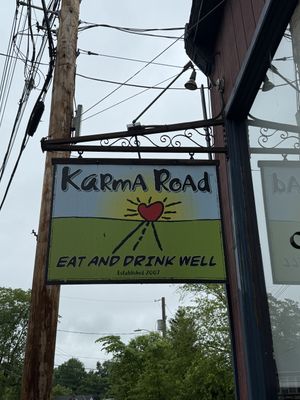 KaRMA ROAD
EAT AND DRINK WELL
Established 2007